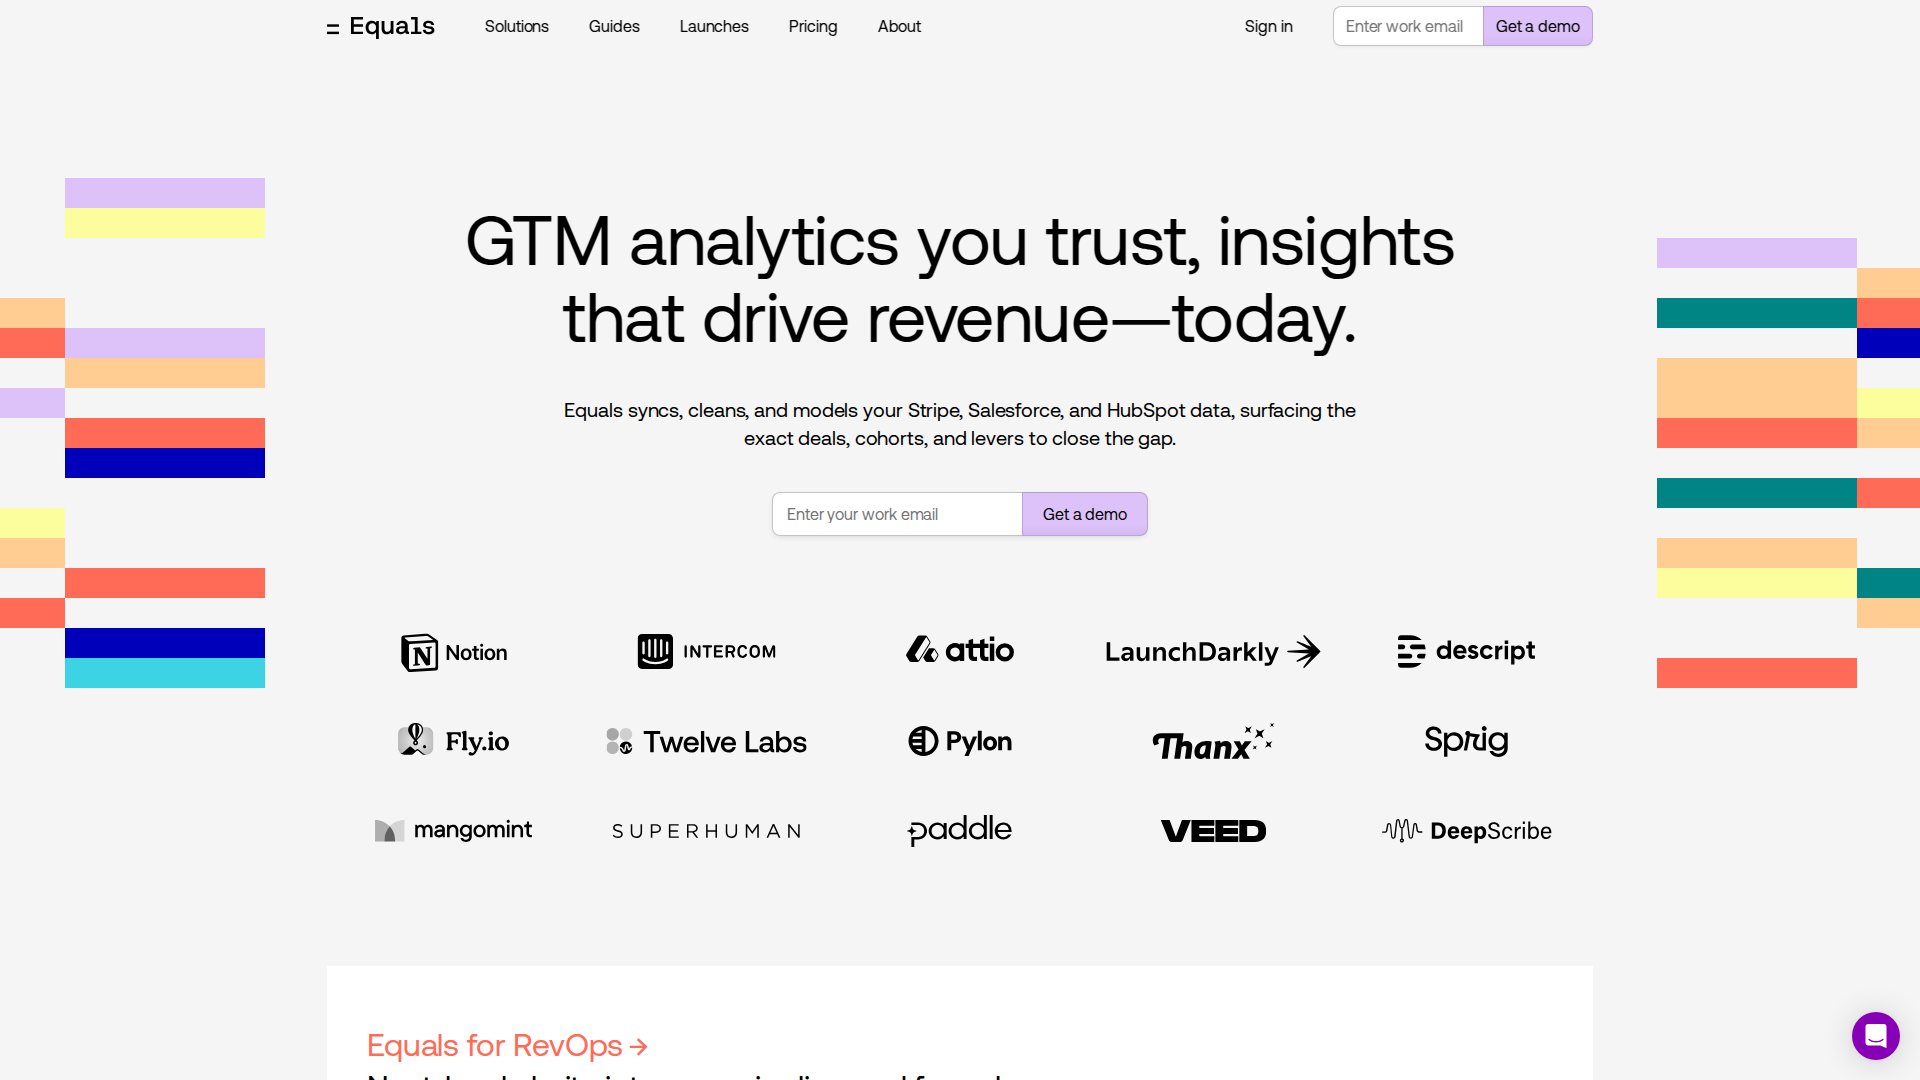 Equals
Solutions
Guides
Launches
Pricing
About
Sign in
Enter work email
Get a demo
GTM analytics you trust, insights
that drive revenue—today.
Equals syncs, cleans, and models your Stripe, Salesforce, and HubSpot data, surfacing the
exact deals, cohorts, and levers to close the gap.
Enter your work email
Get a demo
Notion
INTERCOM
attio
LaunchDarkly
descript
Fly.io
Twelve Labs
Pylon
Thanx
Sprig
mangomint
SUPERHUMAN
paddle
VEED
DeepScribe
Equals for RevOps →